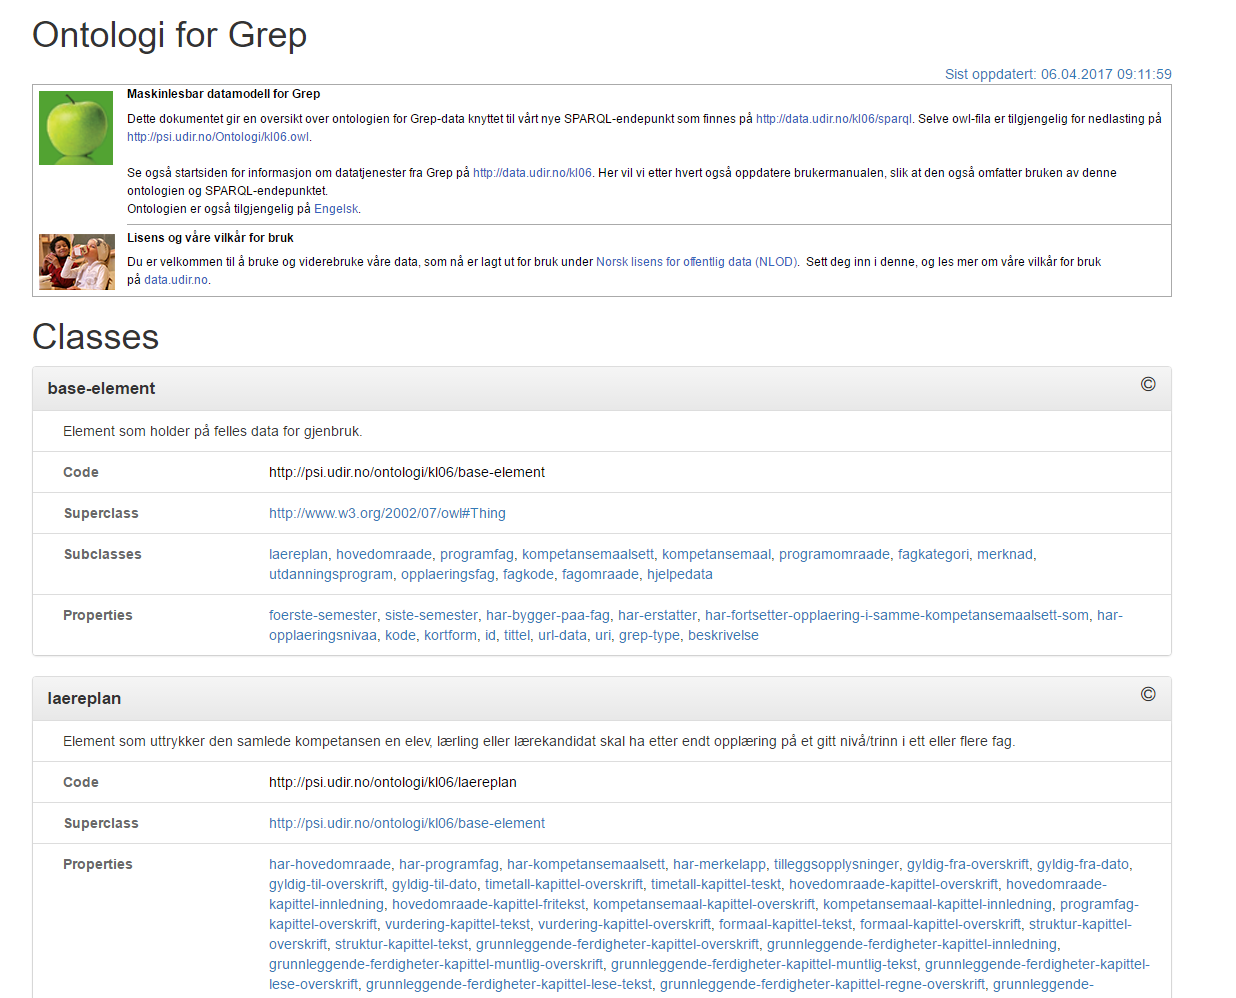 Ontologi for Grep
Sist oppdatert: 06.04.2017 09:11:59
Maskinlesbar datamodell for Grep
Dette dokumentet gir en oversikt over ontologien for Grep-data knyttet til vårt nye SPARQL-endepunkt som finnes på http://data.udir.no/kl06/sparql. Selve owl-fila er tilgjengelig for nedlasting på
http://psi.udir.no/Ontologi/kl06.owl.
Se også startsiden for informasjon om datatjenester fra Grep på http://data.udir.no/kl06. Her vil vi etter hvert også oppdatere brukermanualen, slik at den også omfatter bruken av denne
ontologien og SPARQL-endepunktet.
Ontologien er også tilgjengelig på Engelsk.
Lisens og våre vilkår for bruk
Du er velkommen til å bruke og viderebruke våre data, som nå er lagt ut for bruk under Norsk lisens for offentlig data (NLOD).  Sett deg inn i denne, og les mer om våre vilkår for bruk
på data.udir.no.
Classes
base-element ©
Element som holder på felles data for gjenbruk.
Code http://psi.udir.no/ontologi/kl06/base-element
Superclass http://www.w3.org/2002/07/owl#Thing
Subclasses laereplan, hovedomraade, programfag, kompetansemaalsett, kompetansemaal, programomraade, fagkategori, merknad,
utdanningsprogram, opplaeringsfag, fagkode, fagomraade, hjelpedata
Properties foerste-semester, siste-semester, har-bygger-paa-fag, har-erstatter, har-fortsetter-opplaering-i-samme-kompetansemaalsett-som, har-
opplaeringsnivaa, kode, kortform, id, tittel, url-data, uri, grep-type, beskrivelse
laereplan ©
Element som uttrykker den samlede kompetansen en elev, lærling eller lærekandidat skal ha etter endt opplæring på et gitt nivå/trinn i ett eller flere fag.
Code http://psi.udir.no/ontologi/kl06/laereplan
Superclass http://psi.udir.no/ontologi/kl06/base-element
Properties har-hovedomraade, har-programfag, har-kompetansemaalsett, har-merkelapp, tilleggsopplysninger, gyldig-fra-overskrift, gyldig-fra-dato,
gyldig-til-overskrift, gyldig-til-dato, timetall-kapittel-overskrift, timetall-kapittel-teskt, hovedomraade-kapittel-overskrift, hovedomraade-
kapittel-innledning, hovedomraade-kapittel-fritekst, kompetansemaal-kapittel-overskrift, kompetansemaal-kapittel-innledning, programfag-
kapittel-overskrift, vurdering-kapittel-tekst, vurdering-kapittel-overskrift, formaal-kapittel-tekst, formaal-kapittel-overskrift, struktur-kapittel-
overskrift, struktur-kapittel-tekst, grunnleggende-ferdigheter-kapittel-overskrift, grunnleggende-ferdigheter-kapittel-innledning,
grunnleggende-ferdigheter-kapittel-muntlig-overskrift, grunnleggende-ferdigheter-kapittel-muntlig-tekst, grunnleggende-ferdigheter-kapittel-
lese-overskrift, grunnleggende-ferdigheter-kapittel-lese-tekst, grunnleggende-ferdigheter-kapittel-regne-overskrift, grunnleggende-